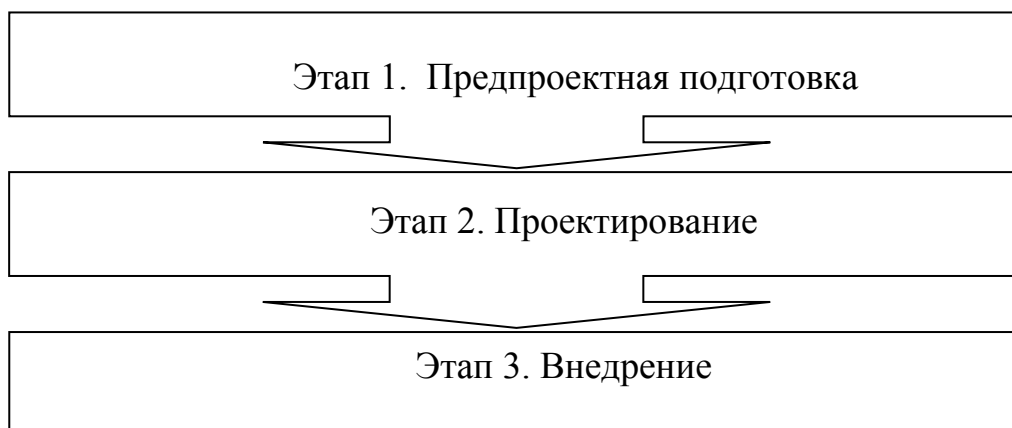 Этап 1.  Предпроектная подготовка
Этап 2. Проектирование
Этап 3. Внедрение